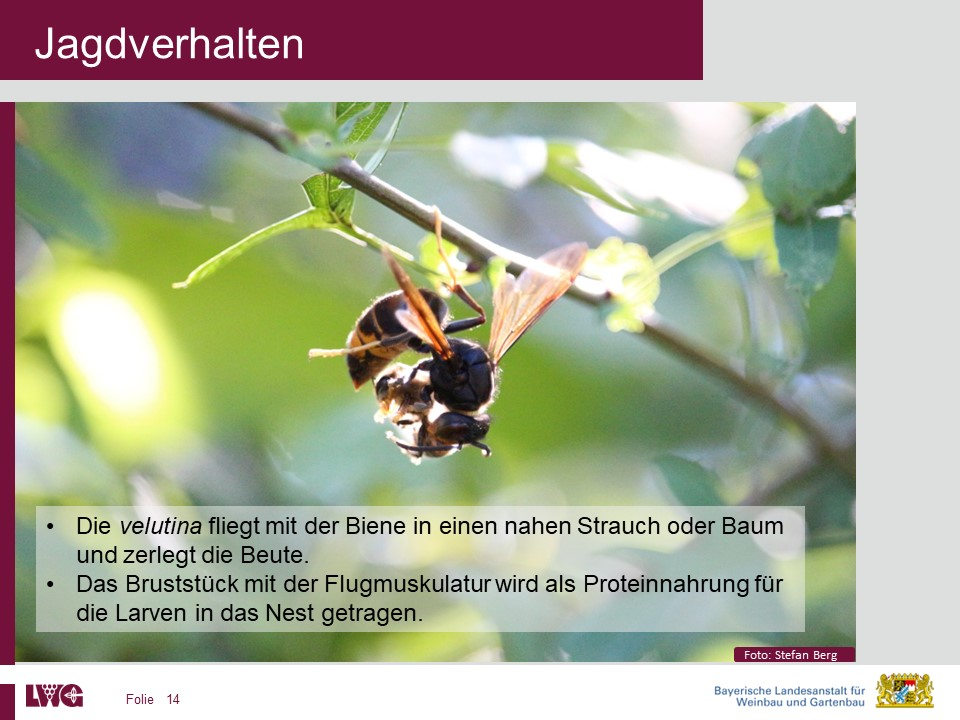 Jagdverhalten
• Die velutina fliegt mit der Biene in einen nahen Strauch oder Baum
und zerlegt die Beute.
• Das Bruststück mit der Flugmuskulatur wird als Proteinnahrung für
die Larven in das Nest getragen.
Foto: Stefan Berg
LWG
Folie 14
Bayerische Landesanstalt für
Weinbau und Gartenbau